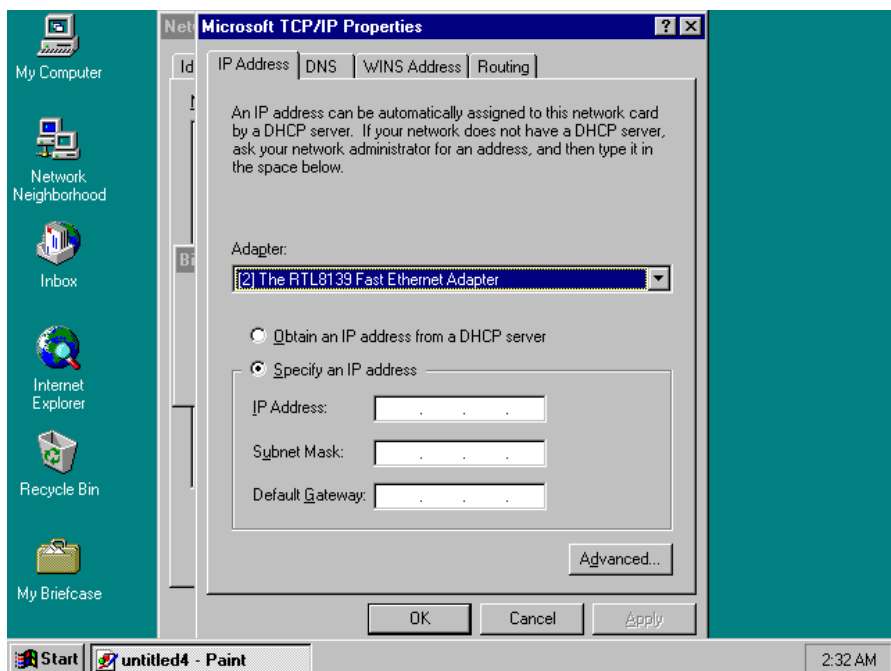 My Computer
Network
Neighborhood
Inbox
Internet
Explorer
Recycle Bin
My Briefcase
Net
Id
N
Bi
Microsoft TCP/IP Properties
IP Address
DNS
WINS Address
Routing
An IP address can be automatically assigned to this network card
by a DHCP server. If your network does not have a DHCP server,
ask your network administrator for an address, and then type it in
the space below.
Adapter:
[2] The RTL8139 Fast Ethernet Adapter
Obtain an IP address from a DHCP server
Specify an IP address
IP Address: . . .
Subnet Mask: . . .
Default Gateway: . . .
Advanced...
OK
Cancel
Apply
Start
untitled4 - Paint
2:32 AM